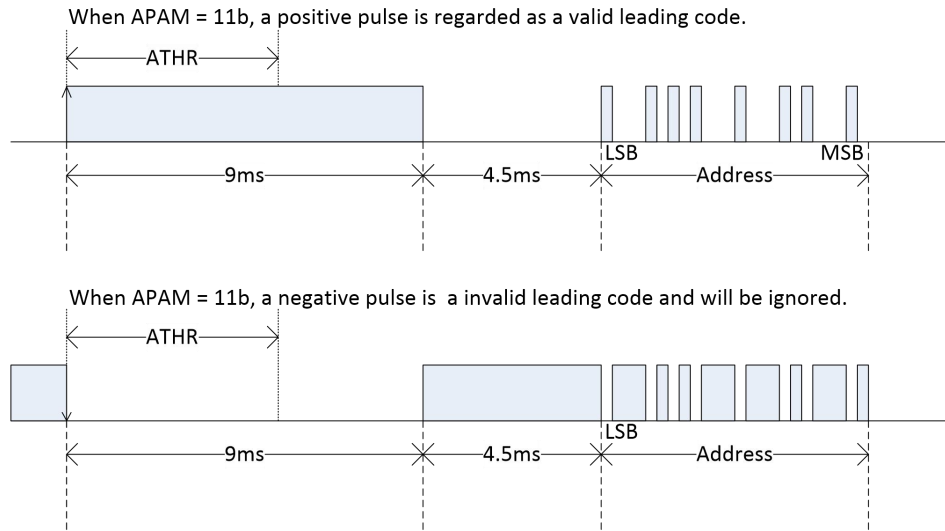 When APAM = 11b, a positive pulse is regarded as a valid leading code.
ATHR
LSB
MSB
9ms
4.5ms
Address
When APAM = 11b, a negative pulse is  a invalid leading code and will be ignored.
ATHR
LSB
9ms
4.5ms
Address